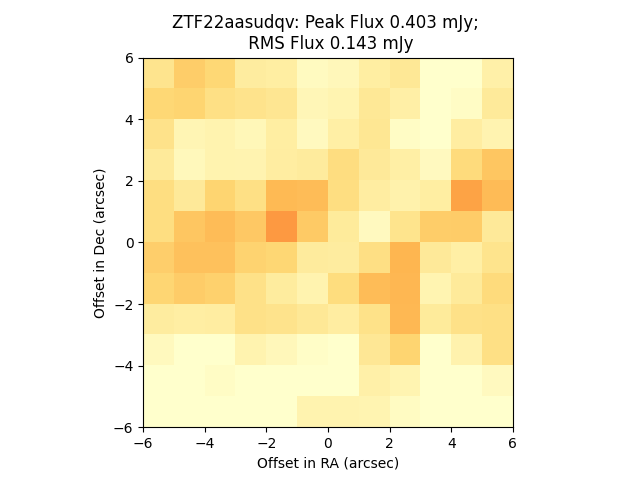 ZTF22aasudqv: Peak Flux 0.403 mJy;
RMS Flux 0.143 mJy
6
4
2
0
−2
−4
−6
Offset in Dec (arcsec)
−6 −4 −2 0 2 4 6
Offset in RA (arcsec)